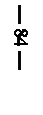 — 84 —